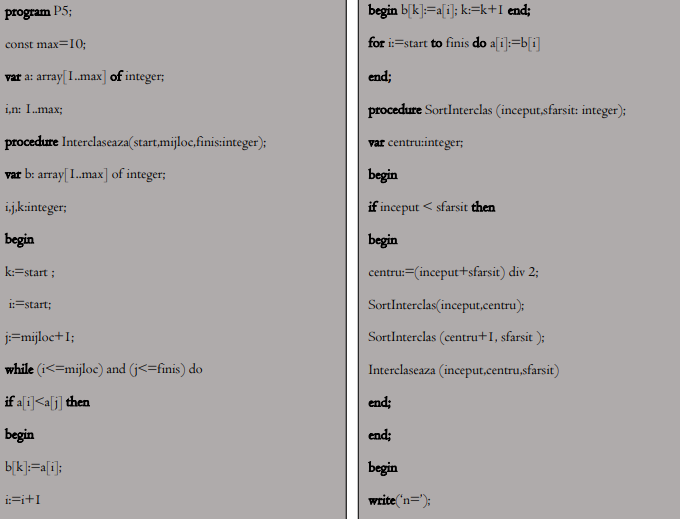 program P5;
const max=10;
var a: array[1..max] of integer;
i,n: 1..max;
procedure Interclaseaza(start,mijloc,finis:integer);
var b: array[1..max] of integer;
i,j,k:integer;
begin
k:=start ;
i:=start;
j:=mijloc+1;
while (i<=mijloc) and (j<=finis) do
if a[i]<a[j] then
begin
b[k]:=a[i];
i:=i+1
begin b[k]:=a[i]; k:=k+1 end;
for i:=start to finis do a[i]:=b[i]
end;
procedure SortInterclas (inceput,sfarsit: integer);
var centru:integer;
begin
if inceput < sfarsit then
begin
centru:=(inceput+sfarsit) div 2;
SortInterclas(inceput,centru);
SortInterclas (centru+1, sfarsit );
Interclaseaza (inceput,centru,sfarsit)
end;
end;
begin
write('n=');